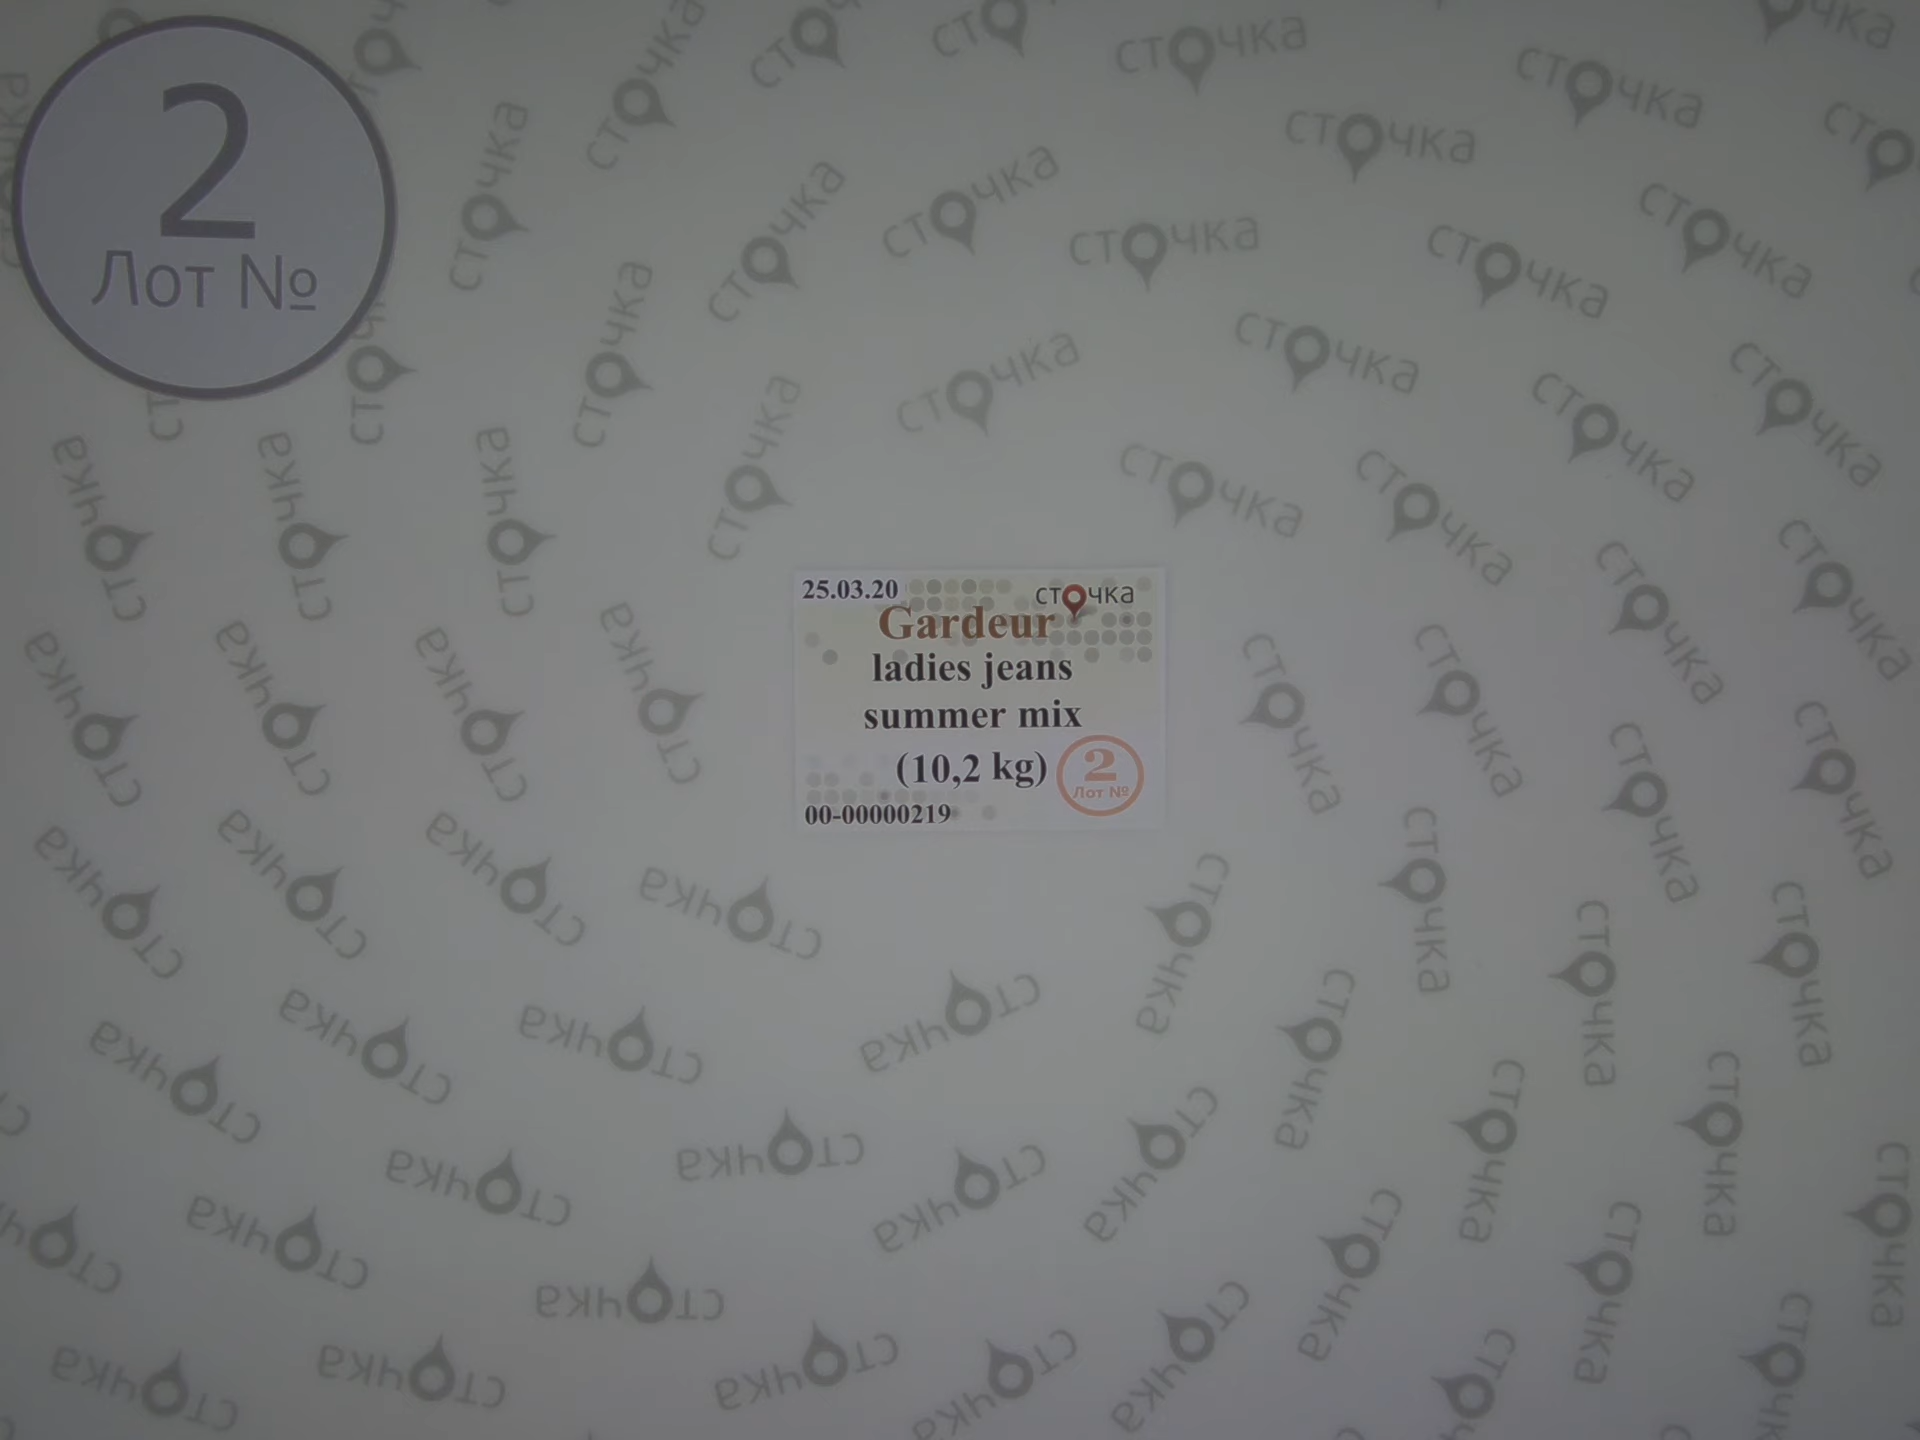 2
Лот №
25.03.20
сточка
Gardeur
ladies jeans
summer mix
(10,2 kg)
2
Лот №
00-00000219